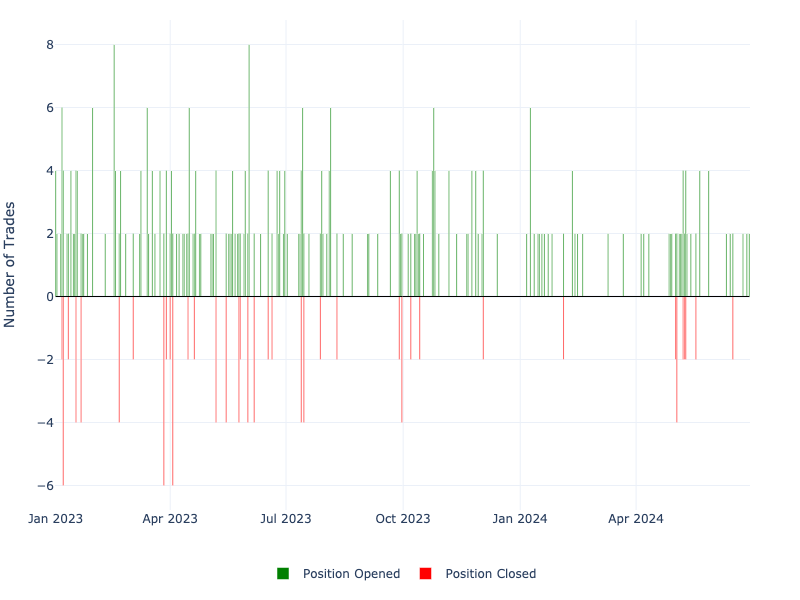 Number of Trades
8
6
4
2
0
−2
−4
−6
Jan 2023 Apr 2023 Jul 2023 Oct 2023 Jan 2024 Apr 2024
Position Opened Position Closed